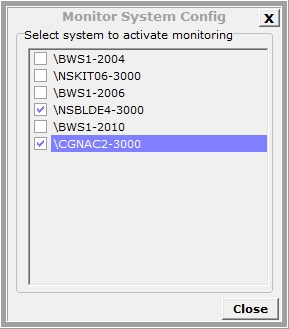 Monitor System Config
X
Select system to activate monitoring
\BWS1-2004
\NSKIT06-3000
\BWS1-2006
\NSBLDE4-3000
\BWS1-2010
\CGNAC2-3000
Close